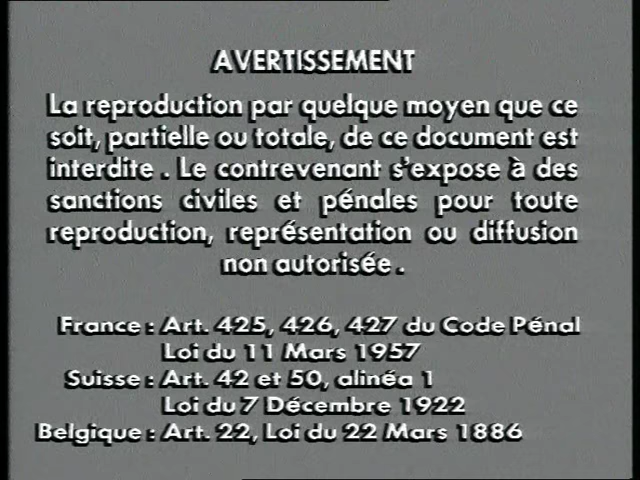 AVERTISSEMENT
La reproduction par quelque moyen que ce
soit, partielle ou totale, de ce document est
interdite . Le contrevenant s'expose à des
sanctions civiles et pénales pour toute
reproduction, représentation ou diffusion
non autorisée .
France : Art. 425, 426, 427 du Code Pénal
Loi du 11 Mars 1957
Suisse : Art. 42 et 50, alinéa 1
Loi du 7 Décembre 1922
Belgique : Art. 22, Loi du 22 Mars 1886